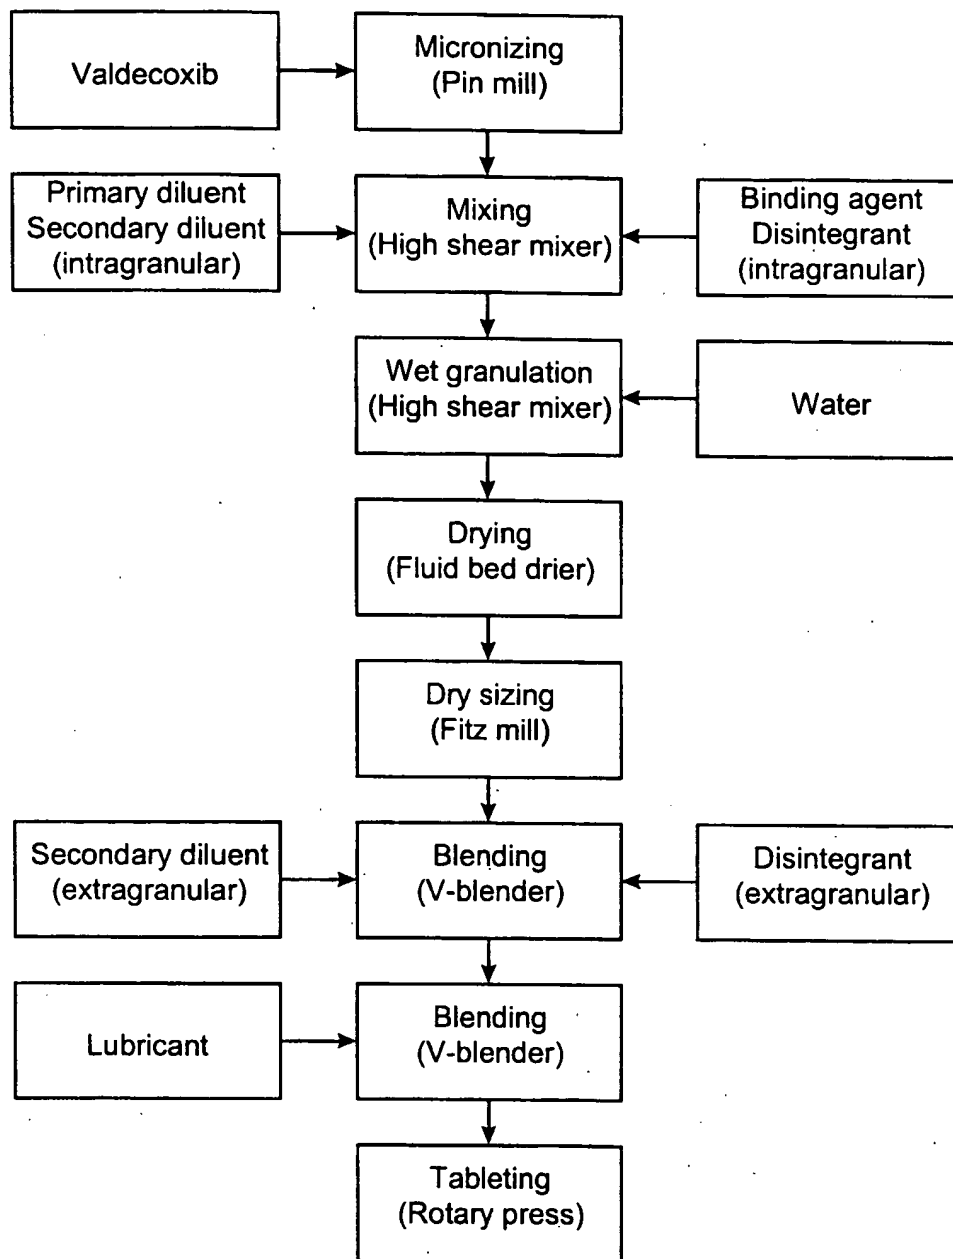 Valdecoxib
Micronizing
(Pin mill)
Primary diluent
Secondary diluent
(intragranular)
Mixing
(High shear mixer)
Binding agent
Disintegrant
(intragranular)
Wet granulation
(High shear mixer)
Water
Drying
(Fluid bed drier)
Dry sizing
(Fitz mill)
Secondary diluent
(extragranular)
Blending
(V-blender)
Disintegrant
(extragranular)
Lubricant
Blending
(V-blender)
Tableting
(Rotary press)